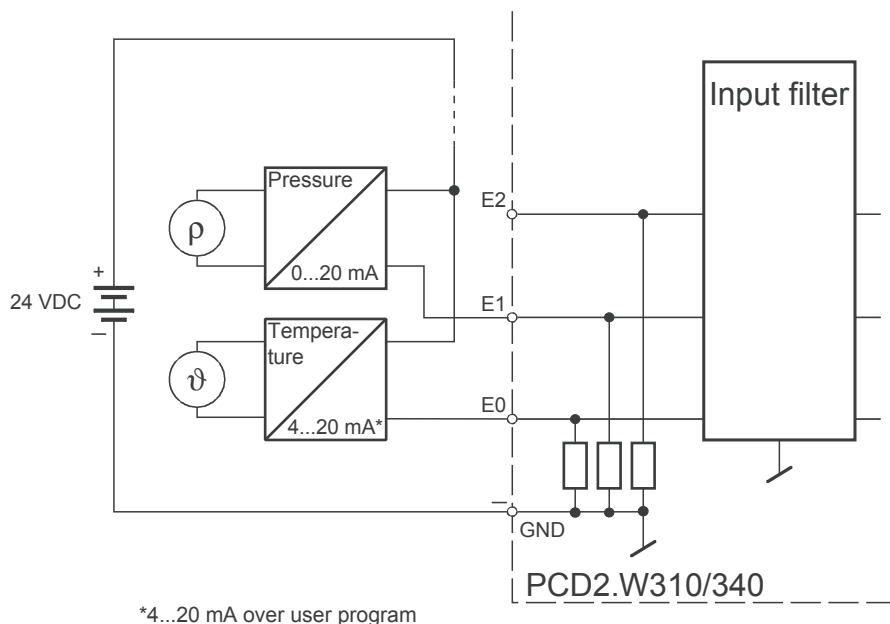 Input filter
Pressure
ρ
0...20 mA
E2
+
24 VDC
–
E1
Tempera-
ture
ϑ
4...20 mA*
E0
–
GND
PCD2.W310/340
*4...20 mA over user program